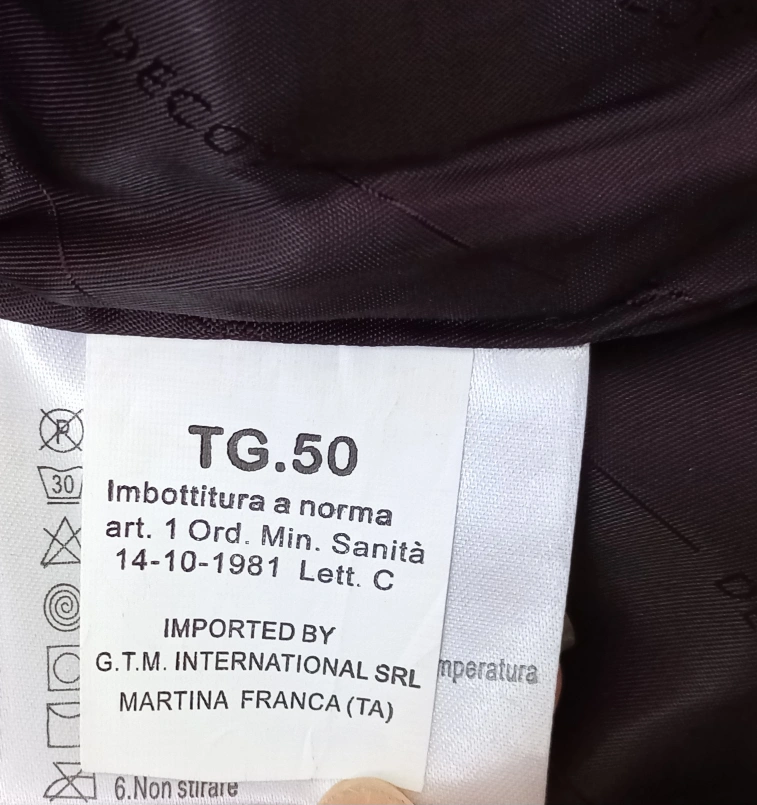 DECO
TG.50
Imbottitura a norma
art. 1 Ord. Min. Sanità
14-10-1981 Lett. C
IMPORTED BY
G.T.M. INTERNATIONAL SRL
MARTINA FRANCA (TA)
P
30
6.Non stirare